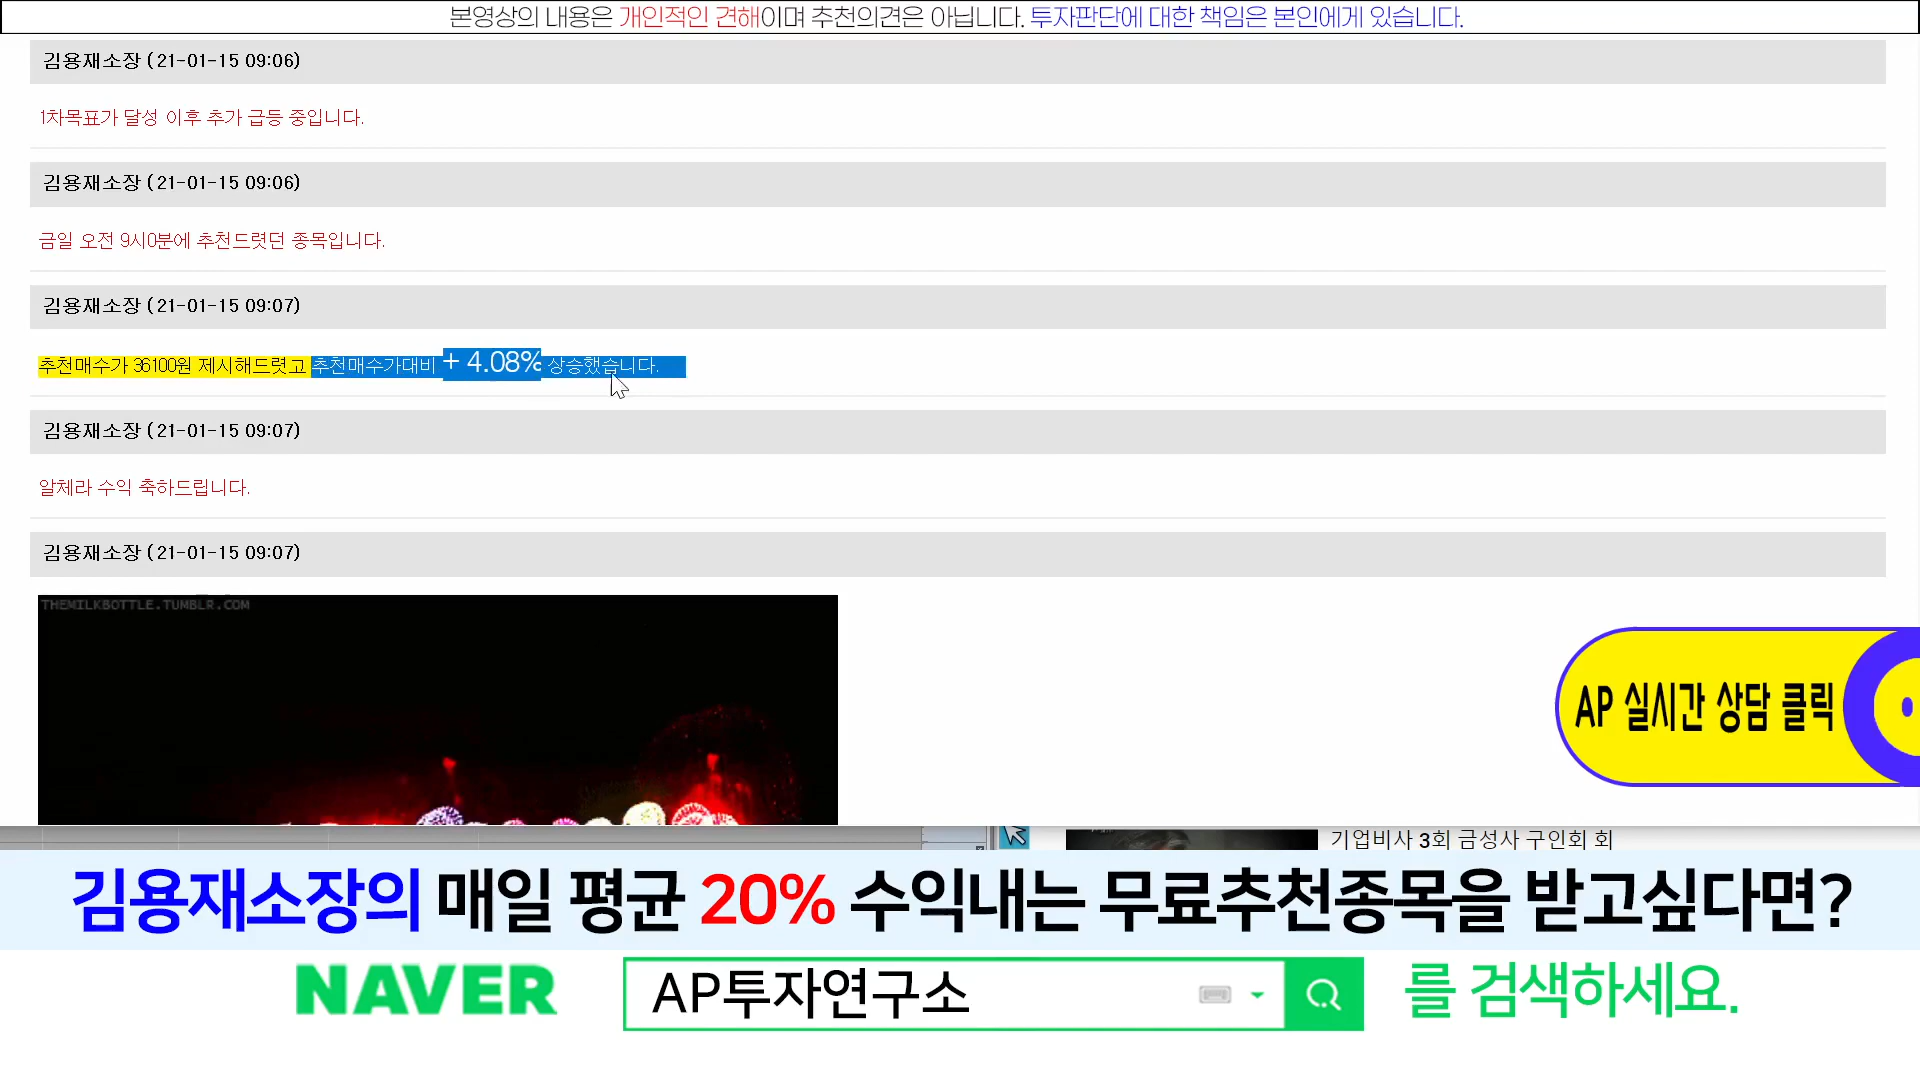 본영상의 내용은 개인적인 견해이며 추천의견은 아닙니다. 투자판단에 대한 책임은 본인에게 있습니다.
김용재소장 (21-01-15 09:06)
1차목표가 달성 이후 추가 급등 중입니다.
김용재소장 (21-01-15 09:06)
금일 오전 9시0분에 추천드렷던 종목입니다.
김용재소장 (21-01-15 09:07)
추천매수가 36100원 제시해드렷고 추천매수가대비 + 4.08% 상승했습니다.
김용재소장 (21-01-15 09:07)
알체라 수익 축하드립니다.
김용재소장 (21-01-15 09:07)
THEMILKBOTTLE.TUMBLR.COM
AP 실시간 상담 클릭
기업비사 3회 금성사 구인회 회
김용재소장의 매일 평균 20% 수익내는 무료추천종목을 받고싶다면?
NAVER AP투자연구소 를 검색하세요.